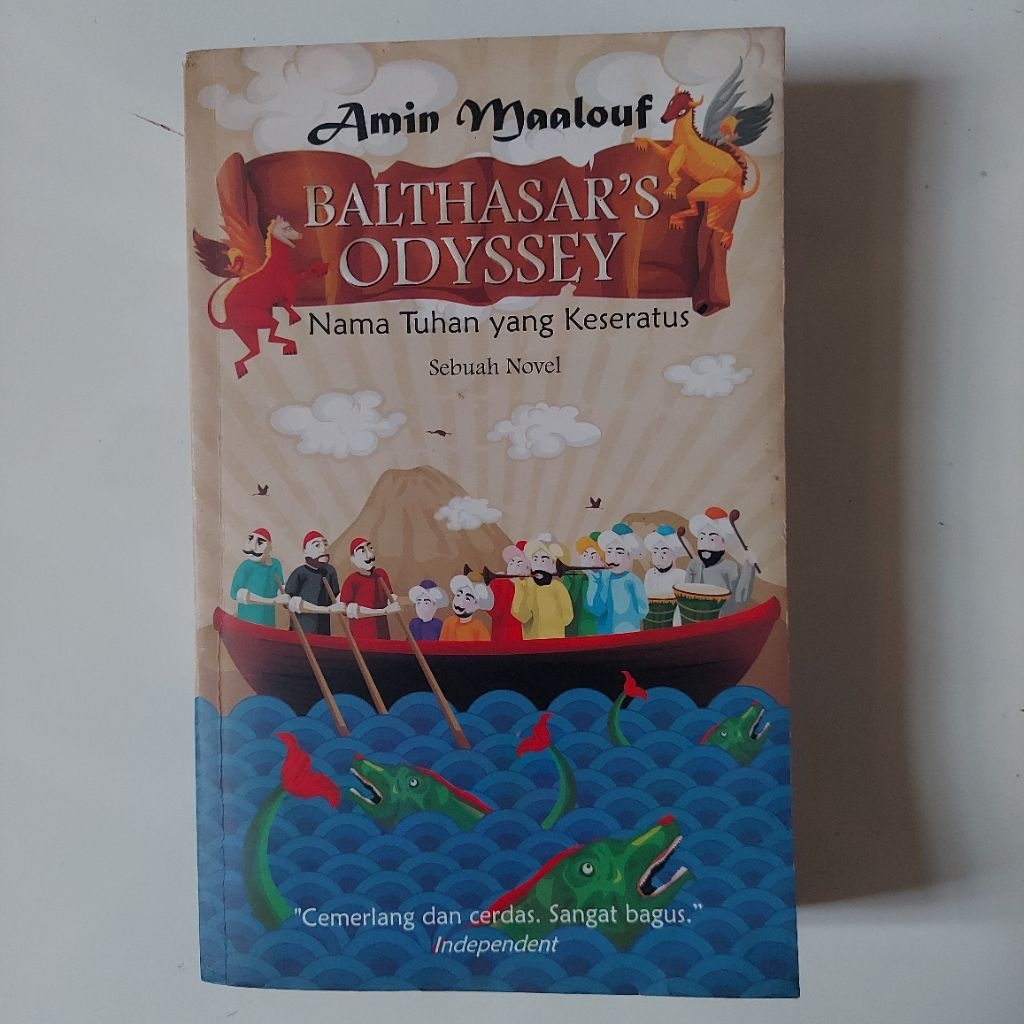 Amin Maalouf
BALTHASAR'S
ODYSSEY
Nama Tuhan yang Keseratus
Sebuah Novel
"Cemerlang dan cerdas. Sangat bagus."
Independent